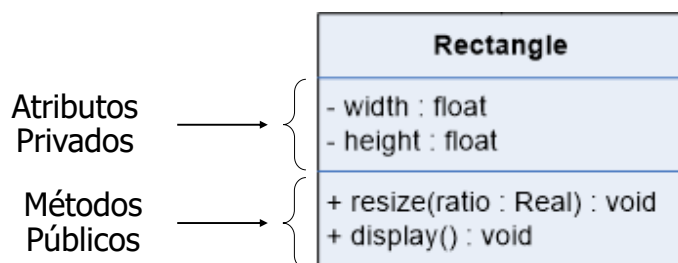 Rectangle
Atributos
Privados
- width : float
- height : float
Métodos
Públicos
+ resize(ratio : Real) : void
+ display() : void